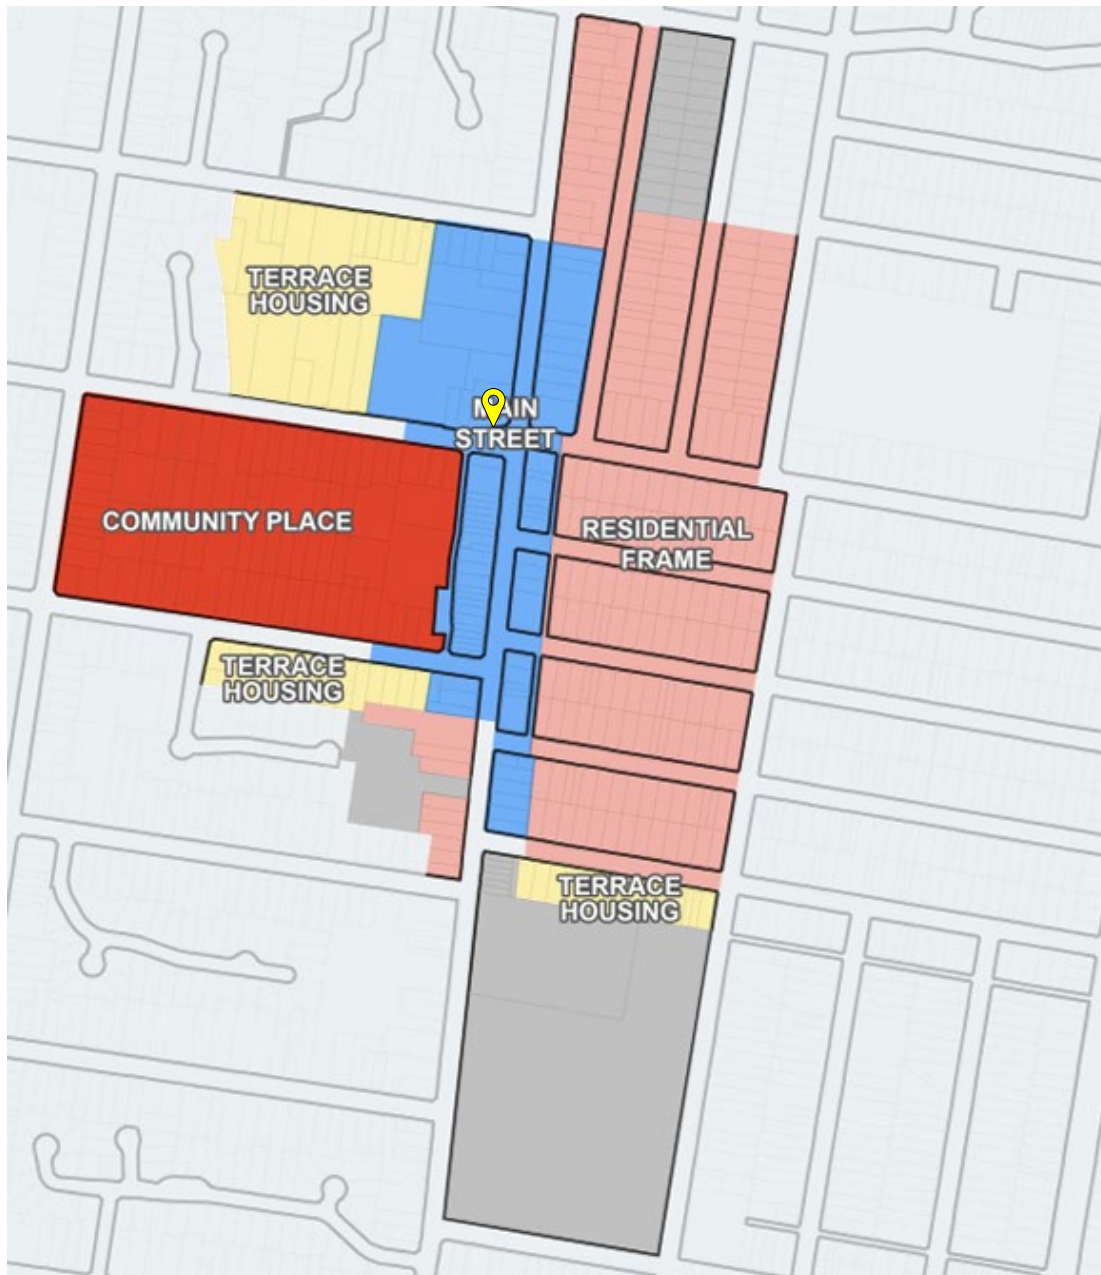 TERRACE
HOUSING
MAIN
STREET
COMMUNITY PLACE
RESIDENTIAL
FRAME
TERRACE
HOUSING
TERRACE
HOUSING